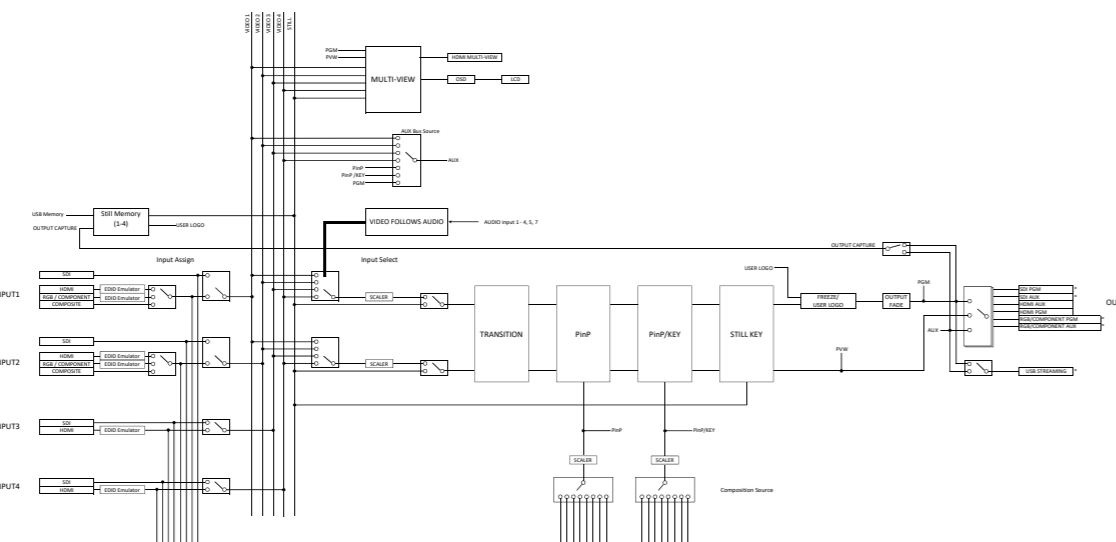 VIDEO 1
VIDEO 2
VIDEO 3
VIDEO 4
STILL
PGM
PVW
MULTI-VIEW
HDMI MULTI-VIEW
OSD
LCD
AUX Bus Source
AUX
PinP
PinP /KEY
PGM
USB Memory
OUTPUT CAPTURE
Still Memory
(1-4)
USER LOGO
VIDEO FOLLOWS AUDIO
AUDIO input 1 - 4, 5, 7
OUTPUT CAPTURE
Input Assign
Input Select
USER LOGO
NPUT1
SDI
HDMI
EDID Emulator
RGB / COMPONENT
EDID Emulator
COMPOSITE
SCALER
FREEZE/
USER LOGO
OUTPUT
FADE
PGM
AUX
SDI PGM
SDI AUX
HDMI AUX
HDMI PGM
RGB/COMPONENT PGM
RGB/COMPONENT AUX
OU
TRANSITION
PinP
PinP/KEY
STILL KEY
NPUT2
SDI
HDMI
EDID Emulator
RGB / COMPONENT
EDID Emulator
COMPOSITE
SCALER
PVW
USB STREAMING
NPUT3
SDI
HDMI
EDID Emulator
PinP
PinP/KEY
SCALER
SCALER
NPUT4
SDI
HDMI
EDID Emulator
Composition Source